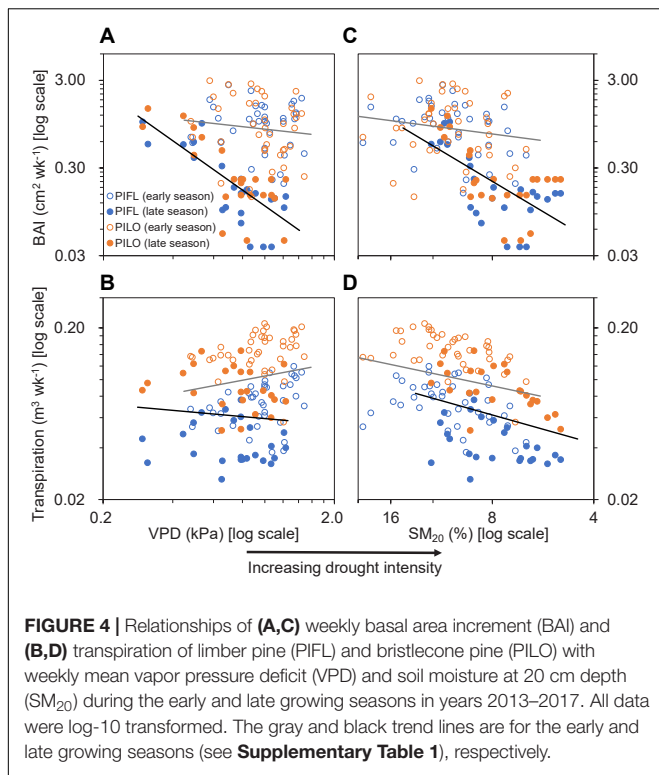 A
C
3.00
3.00
BAI (cm² wk⁻¹) [log scale]
0.30
0.30
PIFL (early season)
PIFL (late season)
PILO (early season)
PILO (late season)
0.03
0.03
B
D
0.20
0.20
Transpiration (m³ wk⁻¹) [log scale]
0.02
0.02
0.2
2.0
16
8
4
VPD (kPa) [log scale]
SM₂₀ (%) [log scale]
Increasing drought intensity
FIGURE 4 | Relationships of (A,C) weekly basal area increment (BAI) and
(B,D) transpiration of limber pine (PIFL) and bristlecone pine (PILO) with
weekly mean vapor pressure deficit (VPD) and soil moisture at 20 cm depth
(SM₂₀) during the early and late growing seasons in years 2013–2017. All data
were log-10 transformed. The gray and black trend lines are for the early and
late growing seasons (see Supplementary Table 1), respectively.